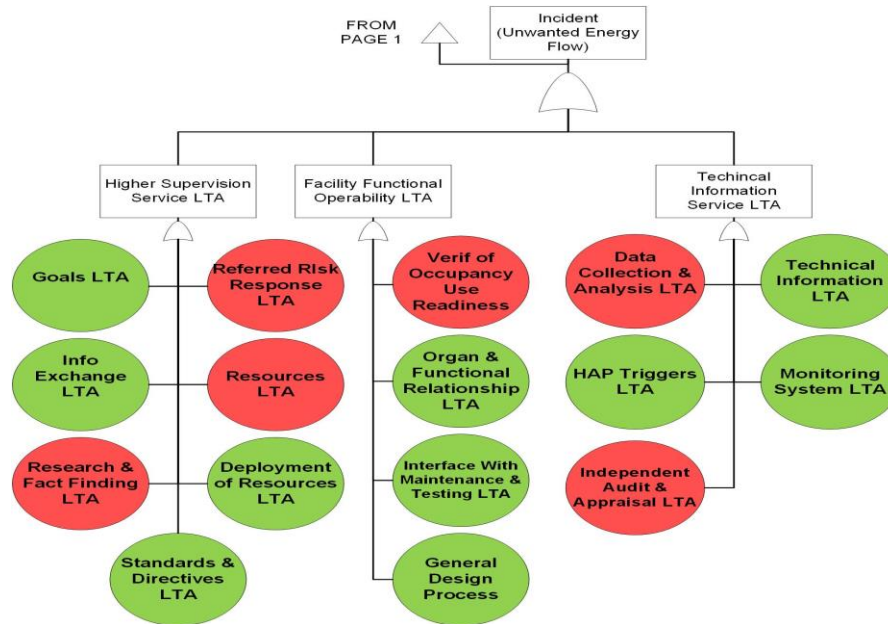 FROM
PAGE 1
Incident
(Unwanted Energy
Flow)
Higher Supervision
Service LTA
Facility Functional
Operability LTA
Techincal
Information
Service LTA
Goals LTA
Referred RIsk
Response
LTA
Verif of
Occupancy
Use
Readiness
Data
Collection &
Analysis LTA
Technical
Information
LTA
Info
Exchange
LTA
Resources
LTA
Organ &
Functional
Relationship
LTA
HAP Triggers
LTA
Monitoring
System LTA
Research &
Fact Finding
LTA
Deployment
of Resources
LTA
Interface With
Maintenance &
Testing LTA
Independent
Audit &
Appraisal LTA
Standards &
Directives
LTA
General
Design
Process